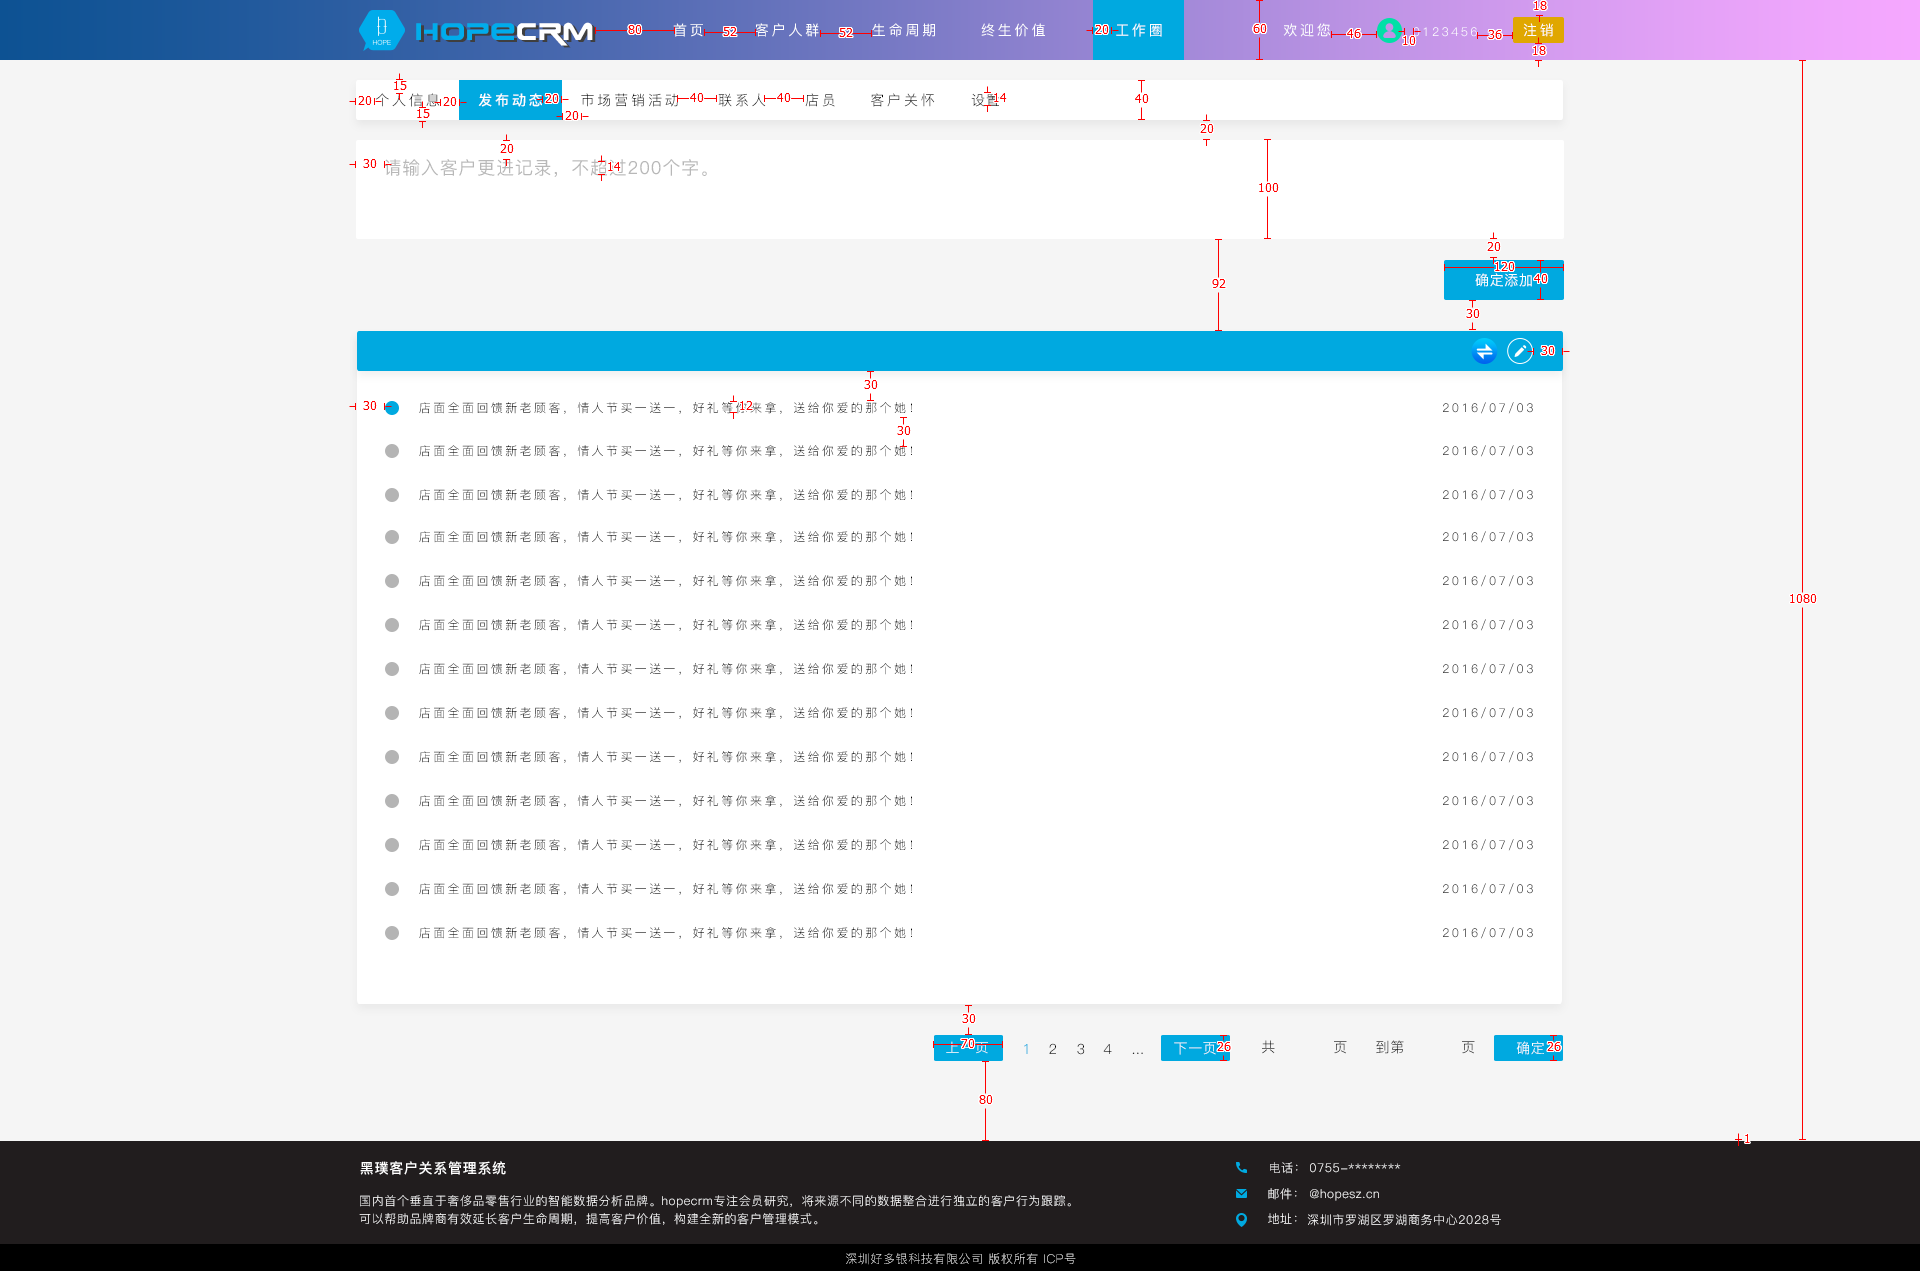 HOPE HOPECRM 80 首页 52 客户人群 52 生命周期 终生价值 20 工作圈 60 欢迎您 46 10 123456 36 注销 18
18
20 个人信息 15 15 20 发布动态 20 20 市场营销活动 40 联系人 40 店员 客户关怀 设置 14 40
20
30 请输入客户更进记录，不超过200个字。 20 14 100
92 20
120 确定添加 40
30
30
30
30 店面全面回馈新老顾客，情人节买一送一，好礼等你来拿，送给你爱的那个她！ 12 2016/07/03
30
店面全面回馈新老顾客，情人节买一送一，好礼等你来拿，送给你爱的那个她！ 2016/07/03
店面全面回馈新老顾客，情人节买一送一，好礼等你来拿，送给你爱的那个她！ 2016/07/03
店面全面回馈新老顾客，情人节买一送一，好礼等你来拿，送给你爱的那个她！ 2016/07/03
店面全面回馈新老顾客，情人节买一送一，好礼等你来拿，送给你爱的那个她！ 2016/07/03
店面全面回馈新老顾客，情人节买一送一，好礼等你来拿，送给你爱的那个她！ 2016/07/03
1080
店面全面回馈新老顾客，情人节买一送一，好礼等你来拿，送给你爱的那个她！ 2016/07/03
店面全面回馈新老顾客，情人节买一送一，好礼等你来拿，送给你爱的那个她！ 2016/07/03
店面全面回馈新老顾客，情人节买一送一，好礼等你来拿，送给你爱的那个她！ 2016/07/03
店面全面回馈新老顾客，情人节买一送一，好礼等你来拿，送给你爱的那个她！ 2016/07/03
店面全面回馈新老顾客，情人节买一送一，好礼等你来拿，送给你爱的那个她！ 2016/07/03
店面全面回馈新老顾客，情人节买一送一，好礼等你来拿，送给你爱的那个她！ 2016/07/03
店面全面回馈新老顾客，情人节买一送一，好礼等你来拿，送给你爱的那个她！ 2016/07/03
30
上一页 70 1 2 3 4 ... 下一页 26 共 页 到第 页 确定 26
80
1
黑璞客户关系管理系统
国内首个垂直于奢侈品零售行业的智能数据分析品牌。hopecrm专注会员研究，将来源不同的数据整合进行独立的客户行为跟踪。
可以帮助品牌商有效延长客户生命周期，提高客户价值，构建全新的客户管理模式。
电话： 0755-********
邮件： @hopesz.cn
地址： 深圳市罗湖区罗湖商务中心2028号
深圳好多银科技有限公司 版权所有 ICP号